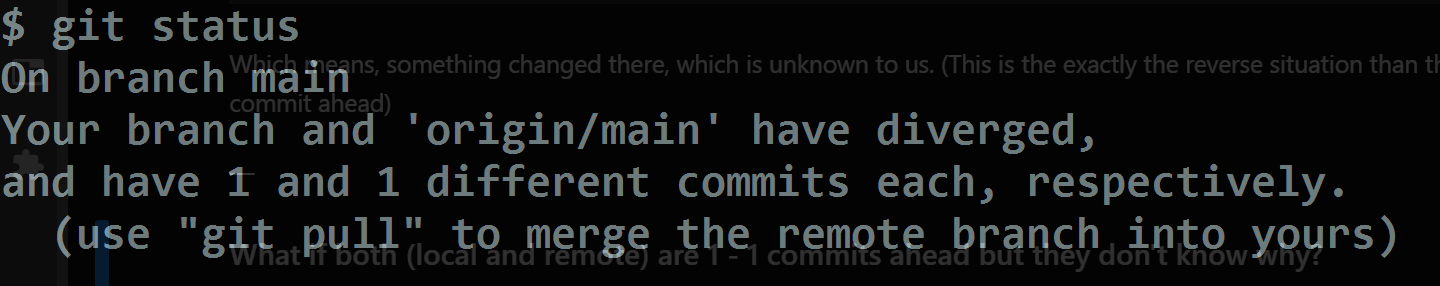 $ git status
On branch main
Which means, something changed there, which is unknown to us. (This is the exactly the reverse situation than
commit ahead)
Your branch and 'origin/main' have diverged,
and have 1 and 1 different commits each, respectively.
(use "git pull" to merge the remote branch into yours)
What if both (local and remote) are 1 - 1 commits ahead but they don't know why?